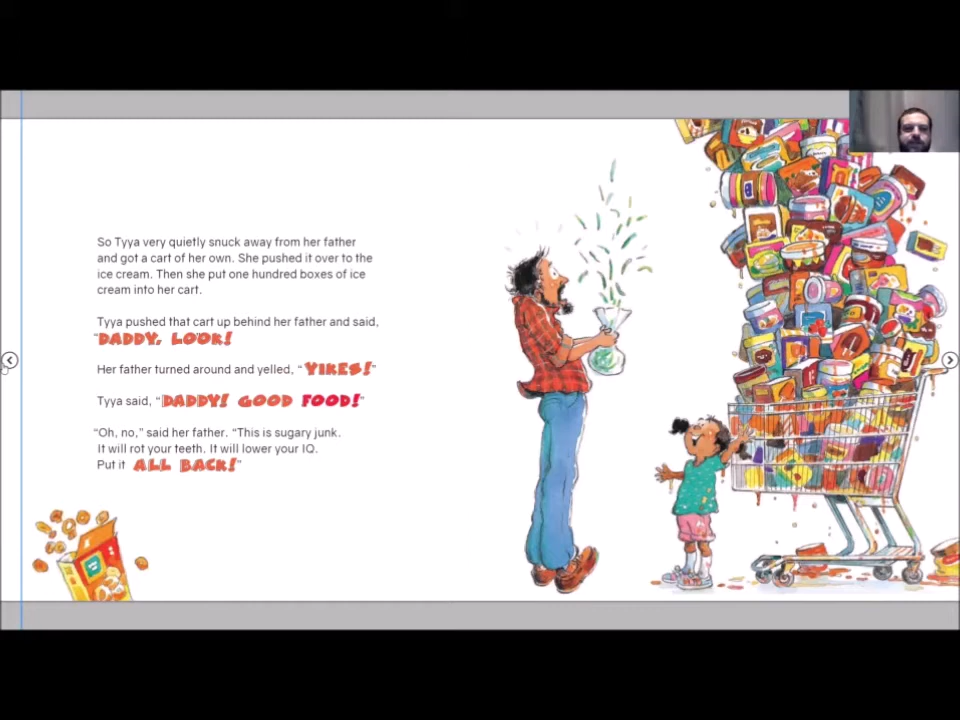 So Tyya very quietly snuck away from her father
and got a cart of her own. She pushed it over to the
ice cream. Then she put one hundred boxes of ice
cream into her cart.
Tyya pushed that cart up behind her father and said,
“DADDY, LOOK!
Her father turned around and yelled, “YIKES!”
Tyya said, “DADDY! GOOD FOOD!”
“Oh, no,” said her father. “This is sugary junk.
It will rot your teeth. It will lower your IQ.
Put it ALL BACK!”